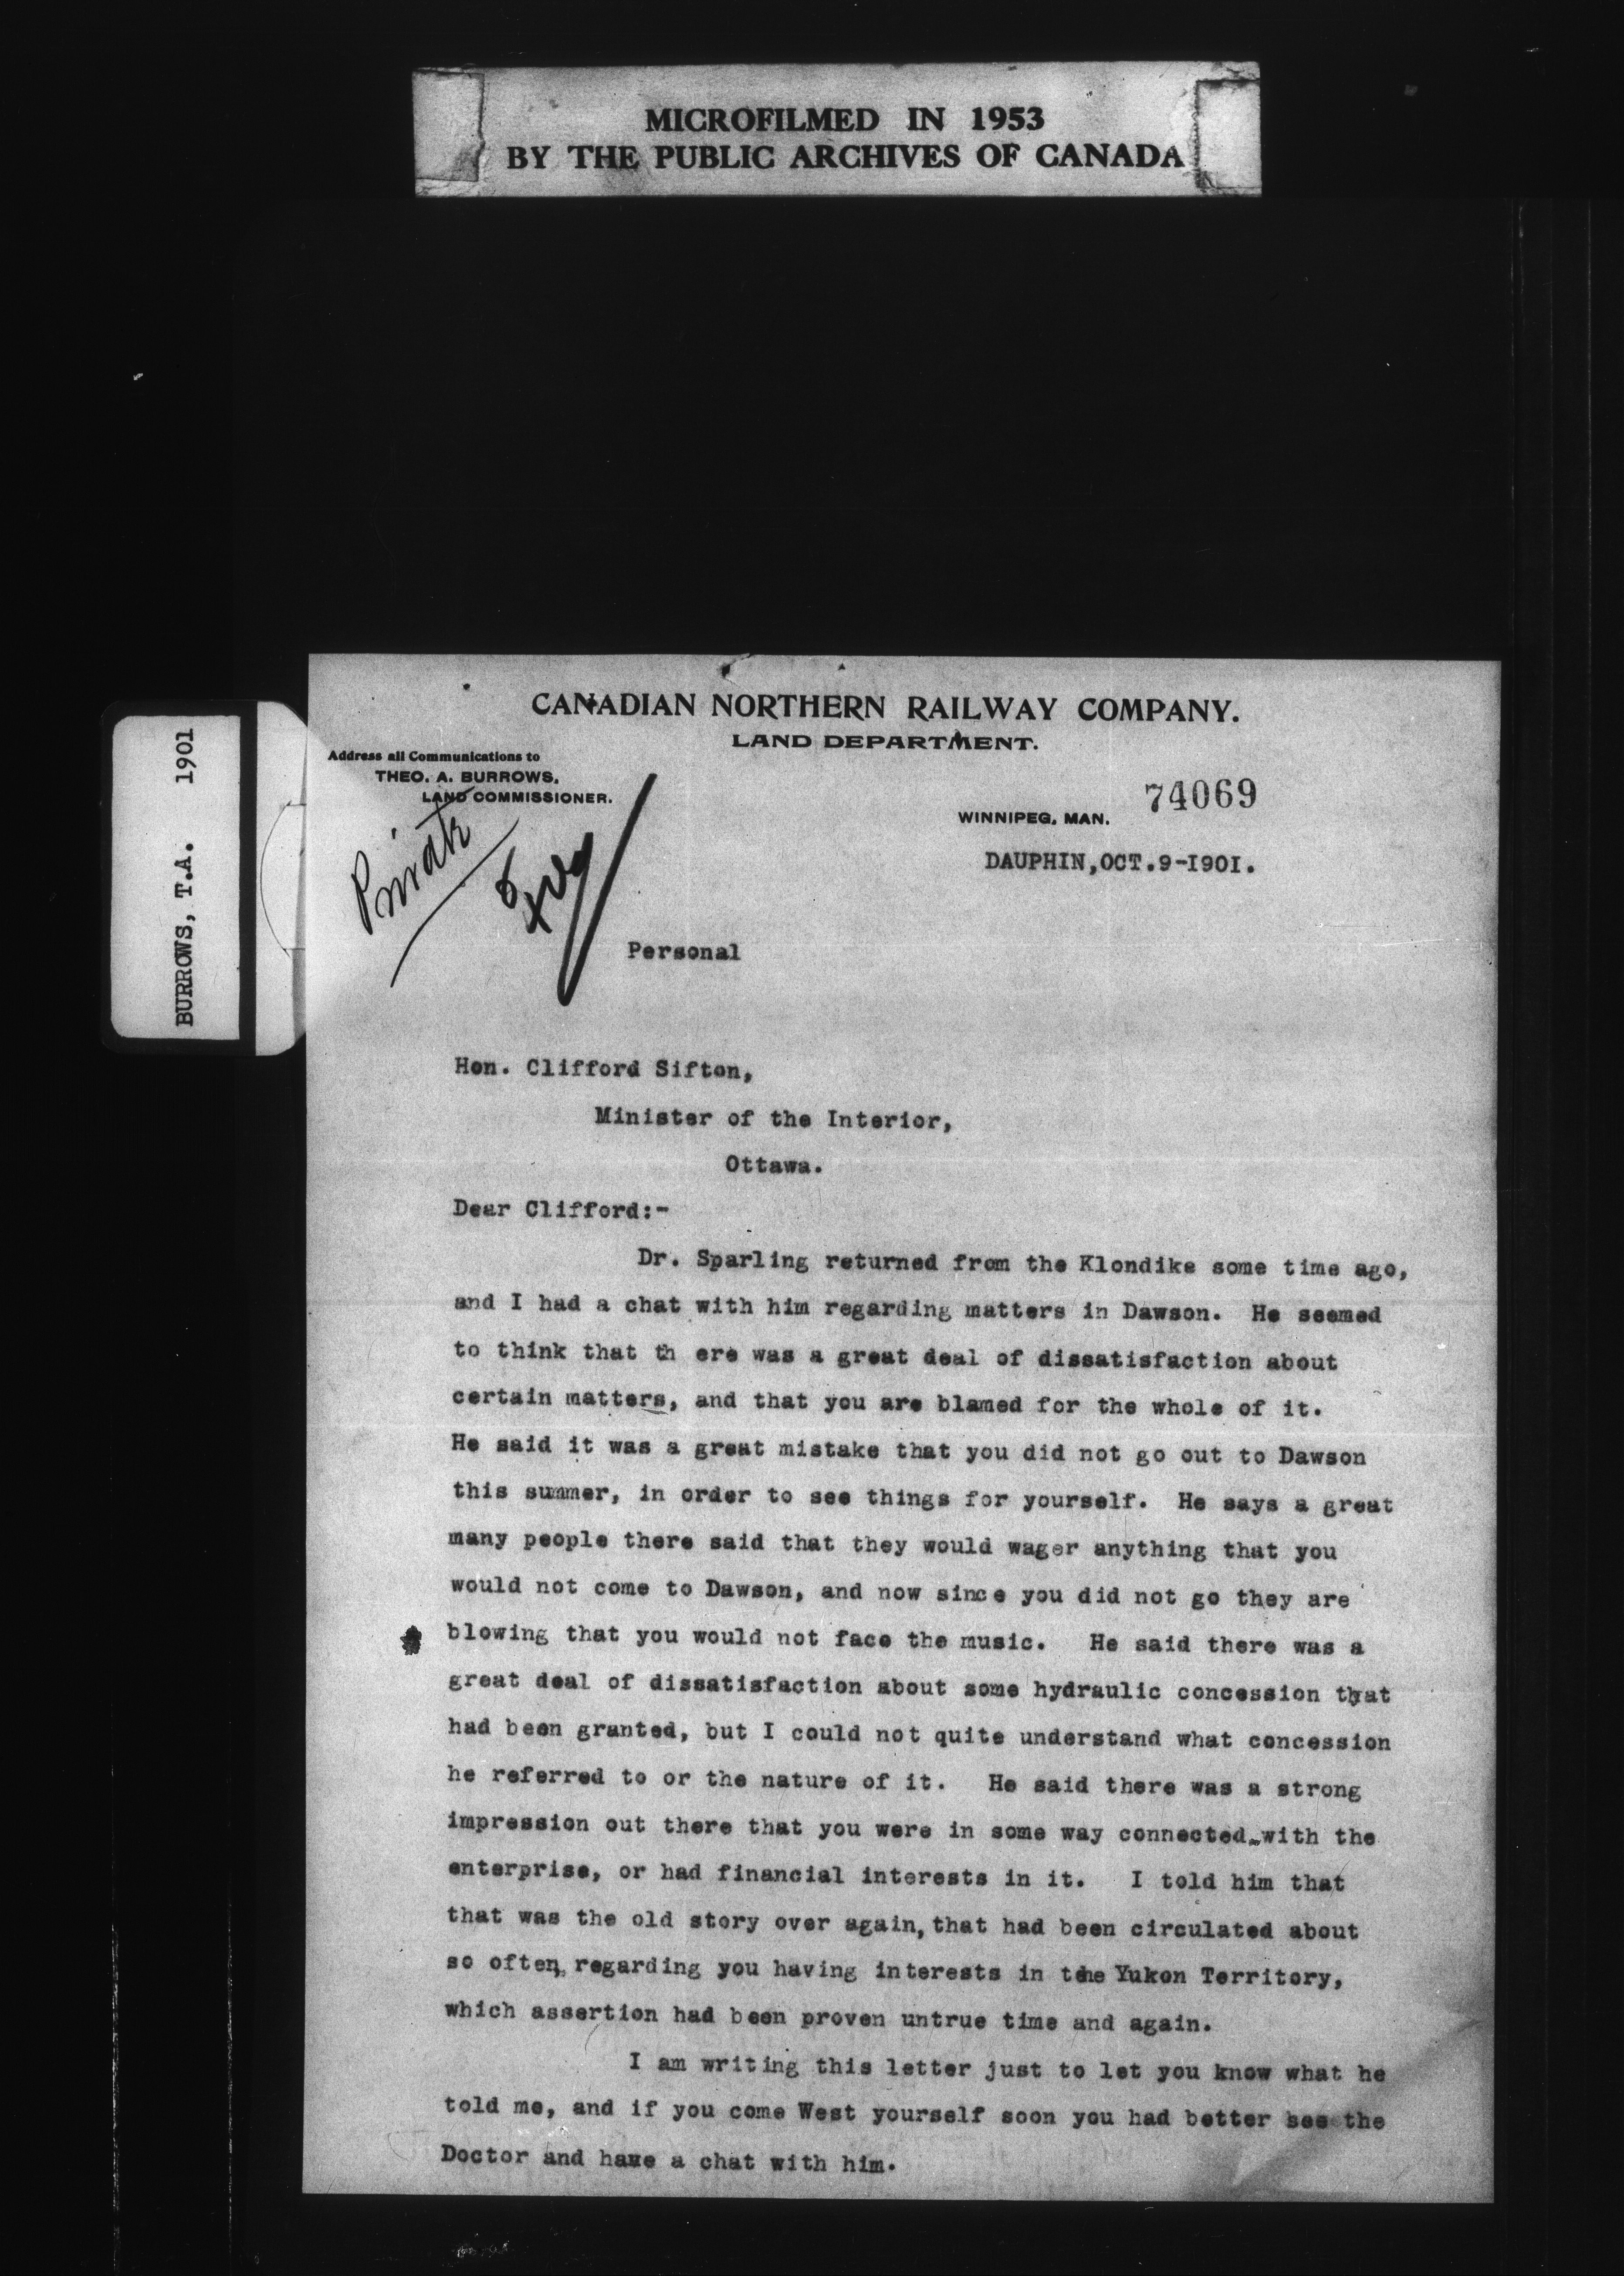 MICROFILMED IN 1953
BY THE PUBLIC ARCHIVES OF CANADA
BURROWS, T.A. 1901
CANADIAN NORTHERN RAILWAY COMPANY.
LAND DEPARTMENT.
Address all Communications to
THEO. A. BURROWS,
LAND COMMISSIONER.
74069
WINNIPEG, MAN.
DAUPHIN,OCT.9-1901.
Private
Personal
Hon. Clifford Sifton,
Minister of the Interior,
Ottawa.
Dear Clifford:-
Dr. Sparling returned from the Klondike some time ago,
and I had a chat with him regarding matters in Dawson. He seemed
to think that th ere was a great deal of dissatisfaction about
certain matters, and that you are blamed for the whole of it.
He said it was a great mistake that you did not go out to Dawson
this summer, in order to see things for yourself. He says a great
many people there said that they would wager anything that you
would not come to Dawson, and now since you did not go they are
blowing that you would not face the music. He said there was a
great deal of dissatisfaction about some hydraulic concession that
had been granted, but I could not quite understand what concession
he referred to or the nature of it. He said there was a strong
impression out there that you were in some way connected with the
enterprise, or had financial interests in it. I told him that
that was the old story over again, that had been circulated about
so often, regarding you having interests in the Yukon Territory,
which assertion had been proven untrue time and again.
I am writing this letter just to let you know what he
told me, and if you come West yourself soon you had better see the
Doctor and have a chat with him.